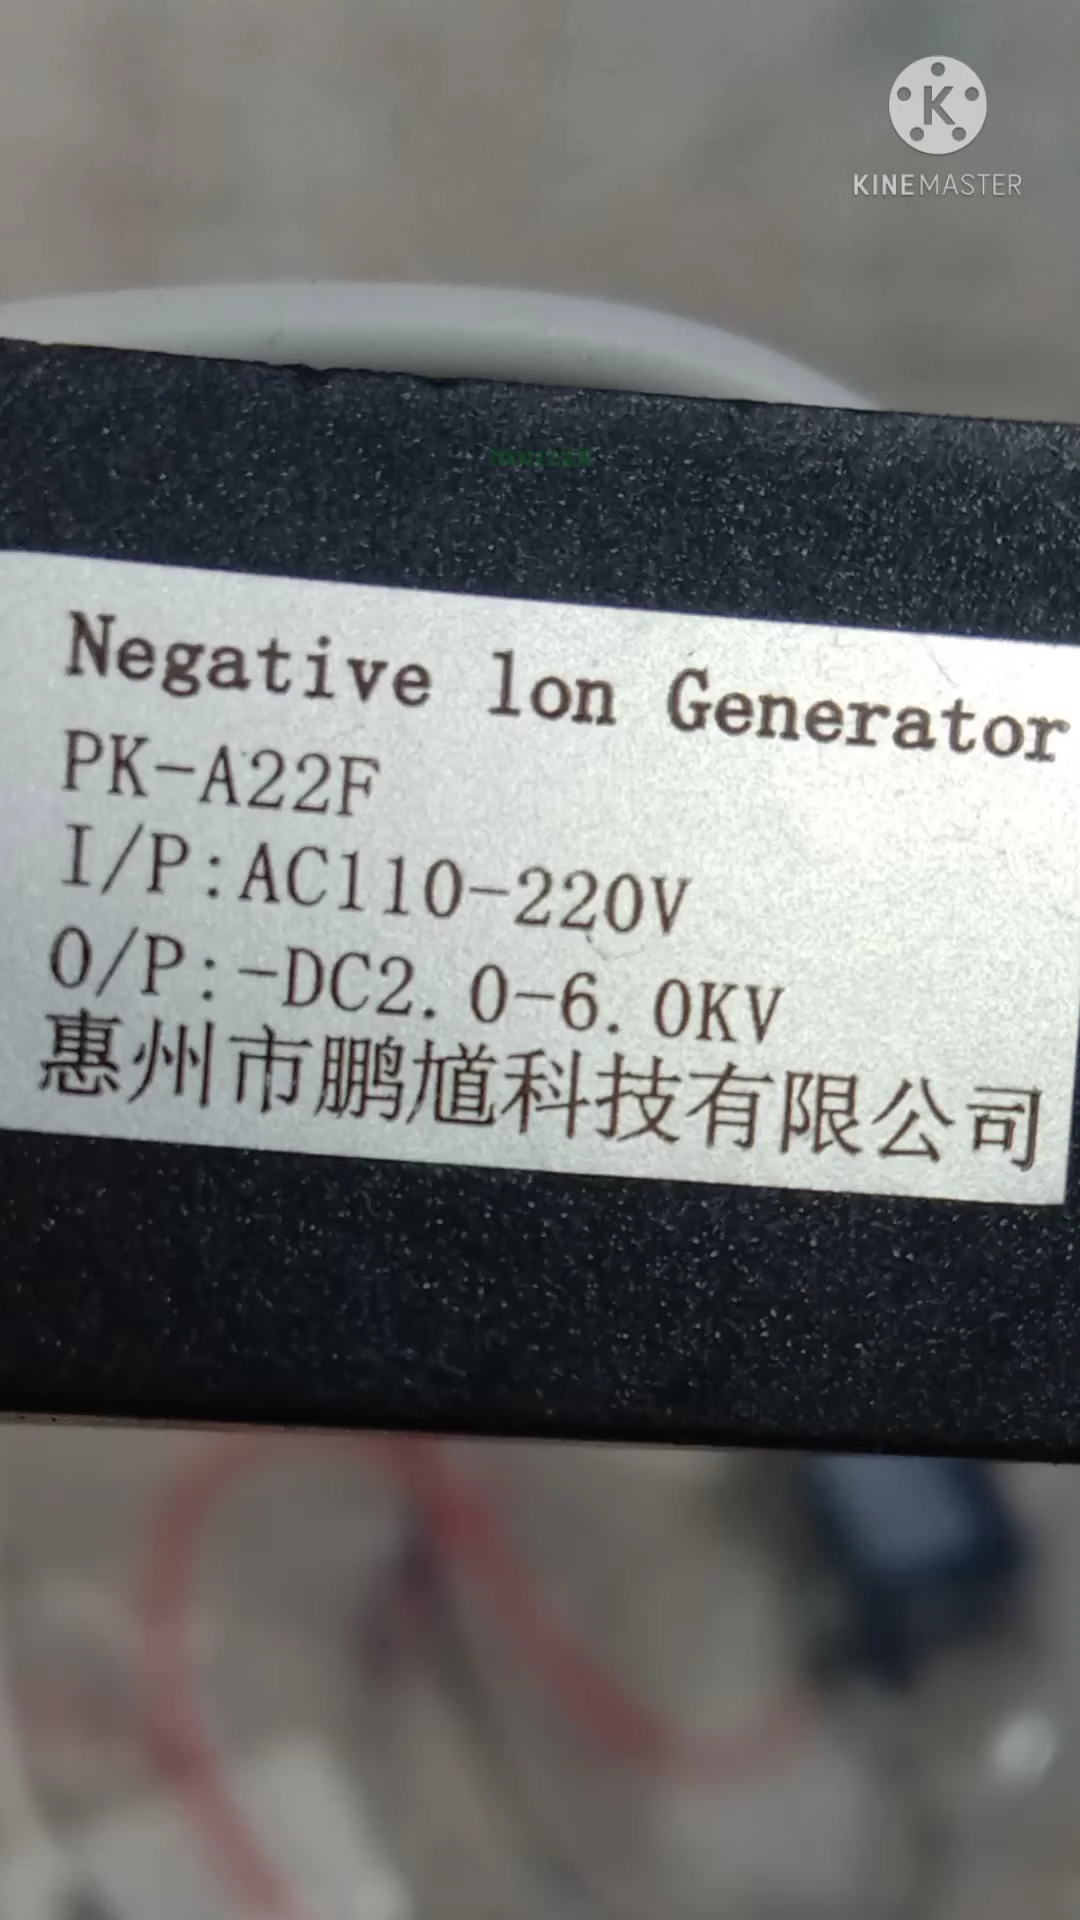 K
KINEMASTER
IONIZER
Negative lon Generator
PK-A22F
I/P:AC110-220V
O/P:-DC2.0-6.0KV
惠州市鹏馗科技有限公司